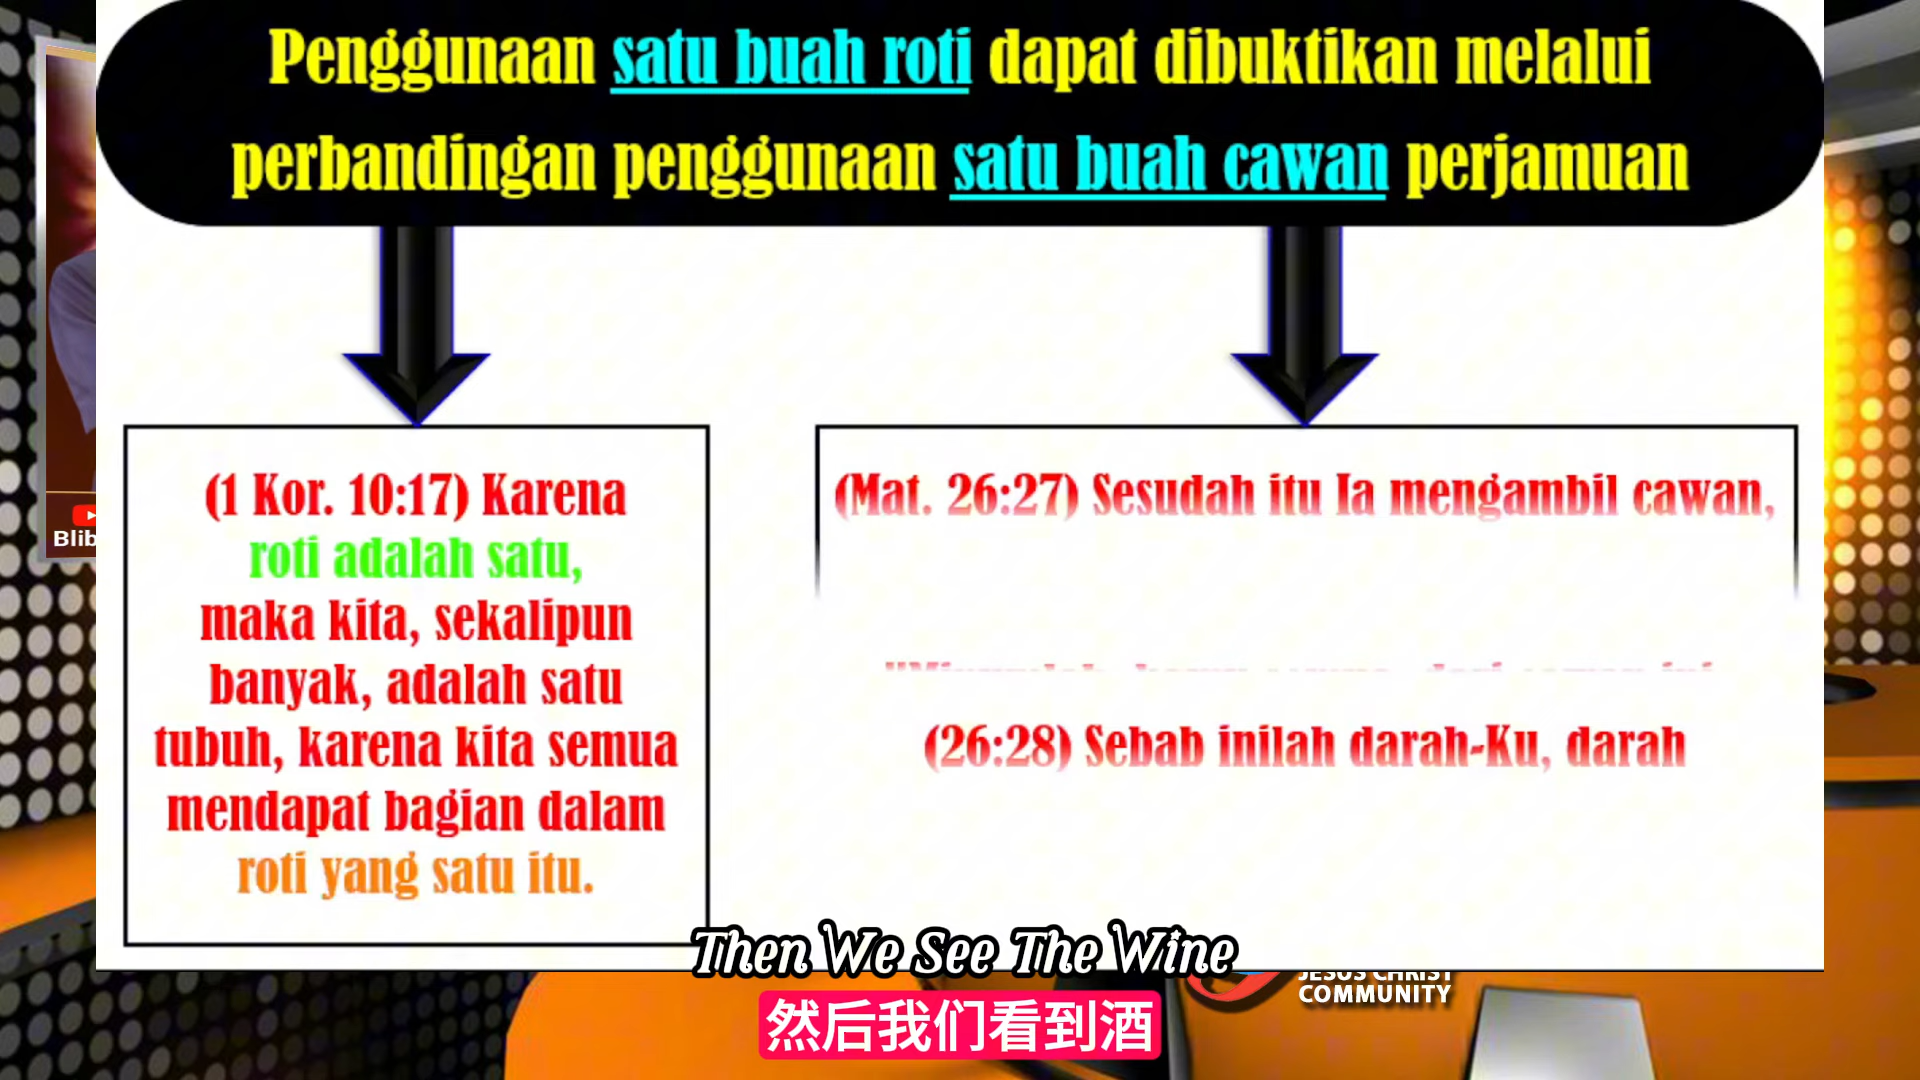 Penggunaan satu buah roti dapat dibuktikan melalui
perbandingan penggunaan satu buah cawan perjamuan
(1 Kor. 10:17) Karena
roti adalah satu,
maka kita, sekalipun
banyak, adalah satu
tubuh, karena kita semua
mendapat bagian dalam
roti yang satu itu.
(Mat. 26:27) Sesudah itu Ia mengambil cawan,
(26:28) Sebab inilah darah-Ku, darah
Then We See The Wine
然后我们看到酒
JESUS CHRIST
COMMUNITY